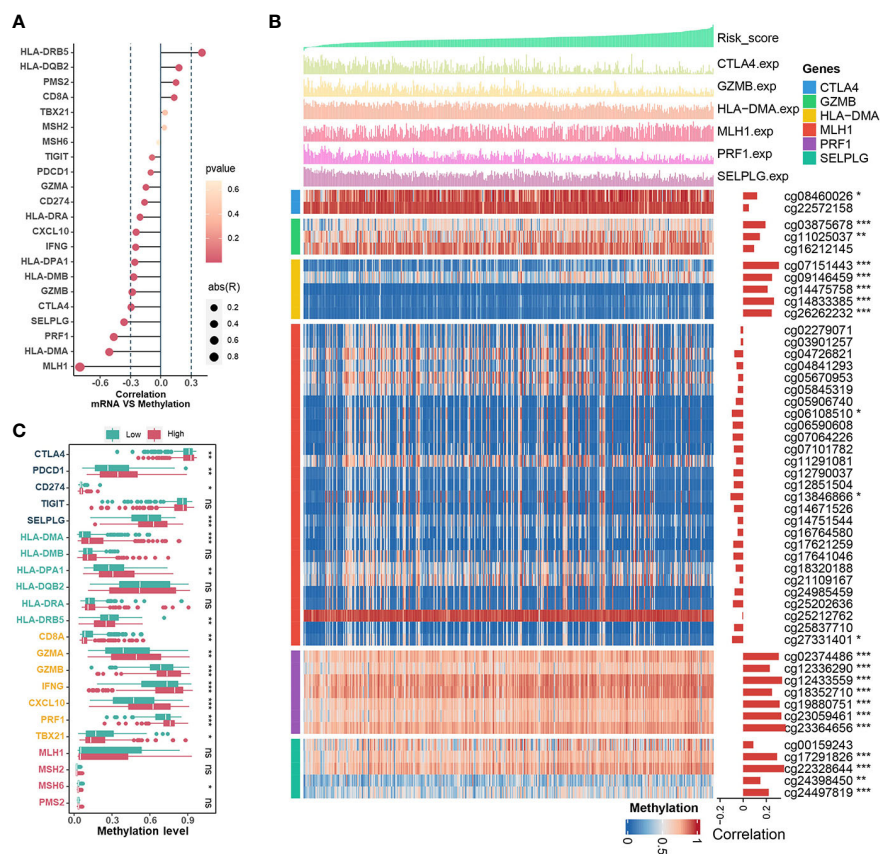 A
HLA-DRB5
HLA-DQB2
PMS2
CD8A
TBX21
MSH2
MSH6
TIGIT
PDCD1
GZMA
CD274
HLA-DRA
CXCL10
IFNG
HLA-DPA1
HLA-DMB
GZMB
CTLA4
SELPLG
PRF1
HLA-DMA
MLH1
-0.6 -0.3 0.0 0.3
Correlation
mRNA VS Methylation
pvalue
0.6
0.4
0.2
abs(R)
0.2
0.4
0.6
0.8
B
Risk_score
CTLA4.exp
GZMB.exp
HLA-DMA.exp
MLH1.exp
PRF1.exp
SELPLG.exp
Genes
CTLA4
GZMB
HLA-DMA
MLH1
PRF1
SELPLG
cg08460026 *
cg22572158
cg03875678 ***
cg11025037 **
cg16212145
cg07151443 ***
cg09146459 ***
cg14475758 ***
cg14833385 ***
cg26262232 ***
cg02279071
cg03901257
cg04726821
cg04841293
cg05670953
cg05845319
cg05906740
cg06108510 *
cg06590608
cg07064226
cg07101782
cg11291081
cg12790037
cg12851504
cg13846866 *
cg14671526
cg14751544
cg16764580
cg17621259
cg17641046
cg18320188
cg21109167
cg24985459
cg25202636
cg25212762
cg25837710
cg27331401 *
cg02374486 ***
cg12336290 ***
cg12433559 ***
cg18352710 ***
cg19880751 ***
cg23059461 ***
cg23364656 ***
cg00159243
cg17291826 ***
cg22328644 ***
cg24398450 **
cg24497819 ***
Methylation
0 0.5 1
-0.2 0 0.2
Correlation
C
Low High
CTLA4 **
PDCD1 **
CD274 *
TIGIT ns
SELPLG ***
HLA-DMA ***
HLA-DMB ns
HLA-DPA1 **
HLA-DQB2
HLA-DRA ns
HLA-DRB5 **
CD8A **
GZMA ***
GZMB ***
IFNG ***
CXCL10 ***
PRF1 ***
TBX21 *
MLH1 ns
MSH2 ns
MSH6 *
PMS2 ns
0.0 0.3 0.6 0.9
Methylation level